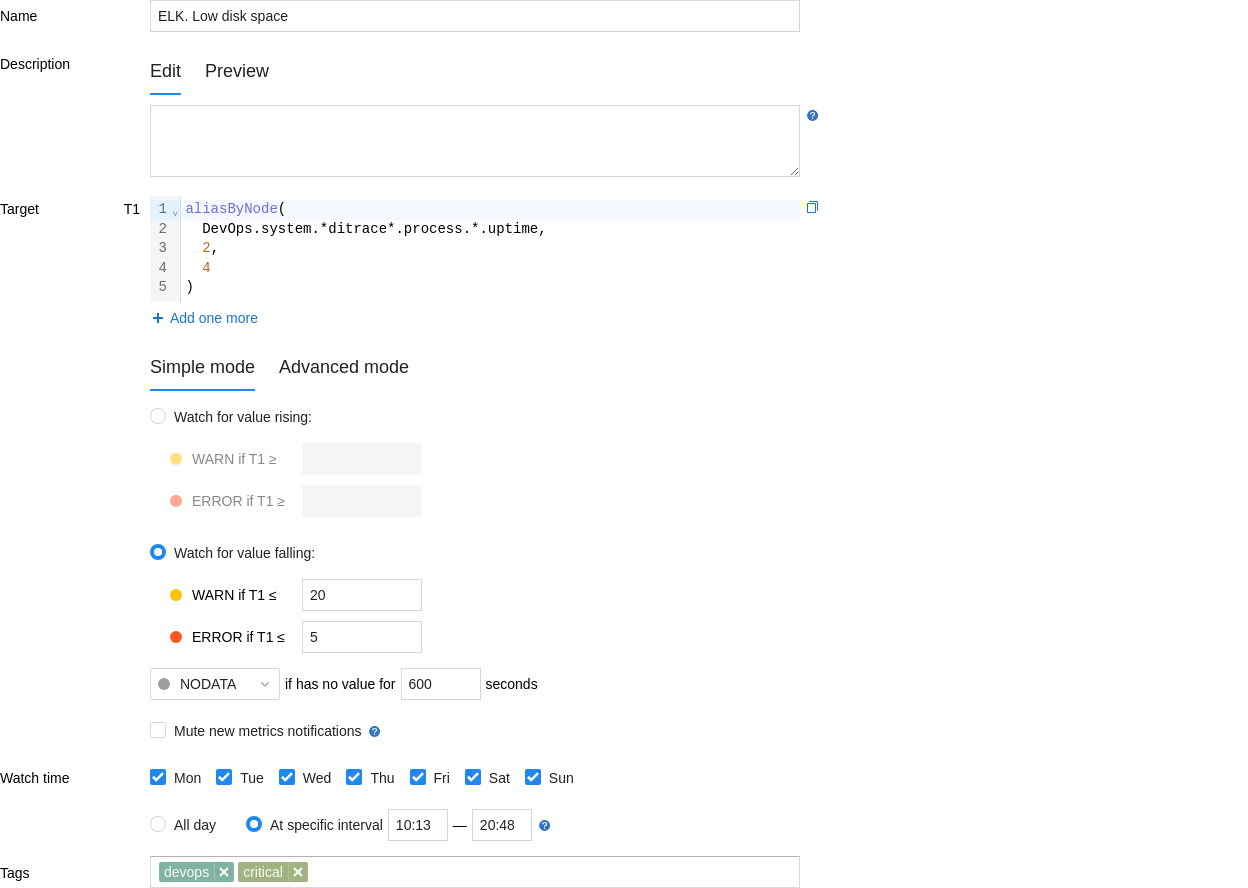 Name ELK. Low disk space
Description Edit Preview
Target T1 1 aliasByNode(
2 DevOps.system.*ditrace*.process.*.uptime,
3 2,
4 4
5 )
+ Add one more
Simple mode Advanced mode
Watch for value rising:
WARN if T1 ≥
ERROR if T1 ≥
Watch for value falling:
WARN if T1 ≤ 20
ERROR if T1 ≤ 5
NODATA if has no value for 600 seconds
Mute new metrics notifications ?
Watch time Mon Tue Wed Thu Fri Sat Sun
All day At specific interval 10:13 — 20:48 ?
Tags devops critical